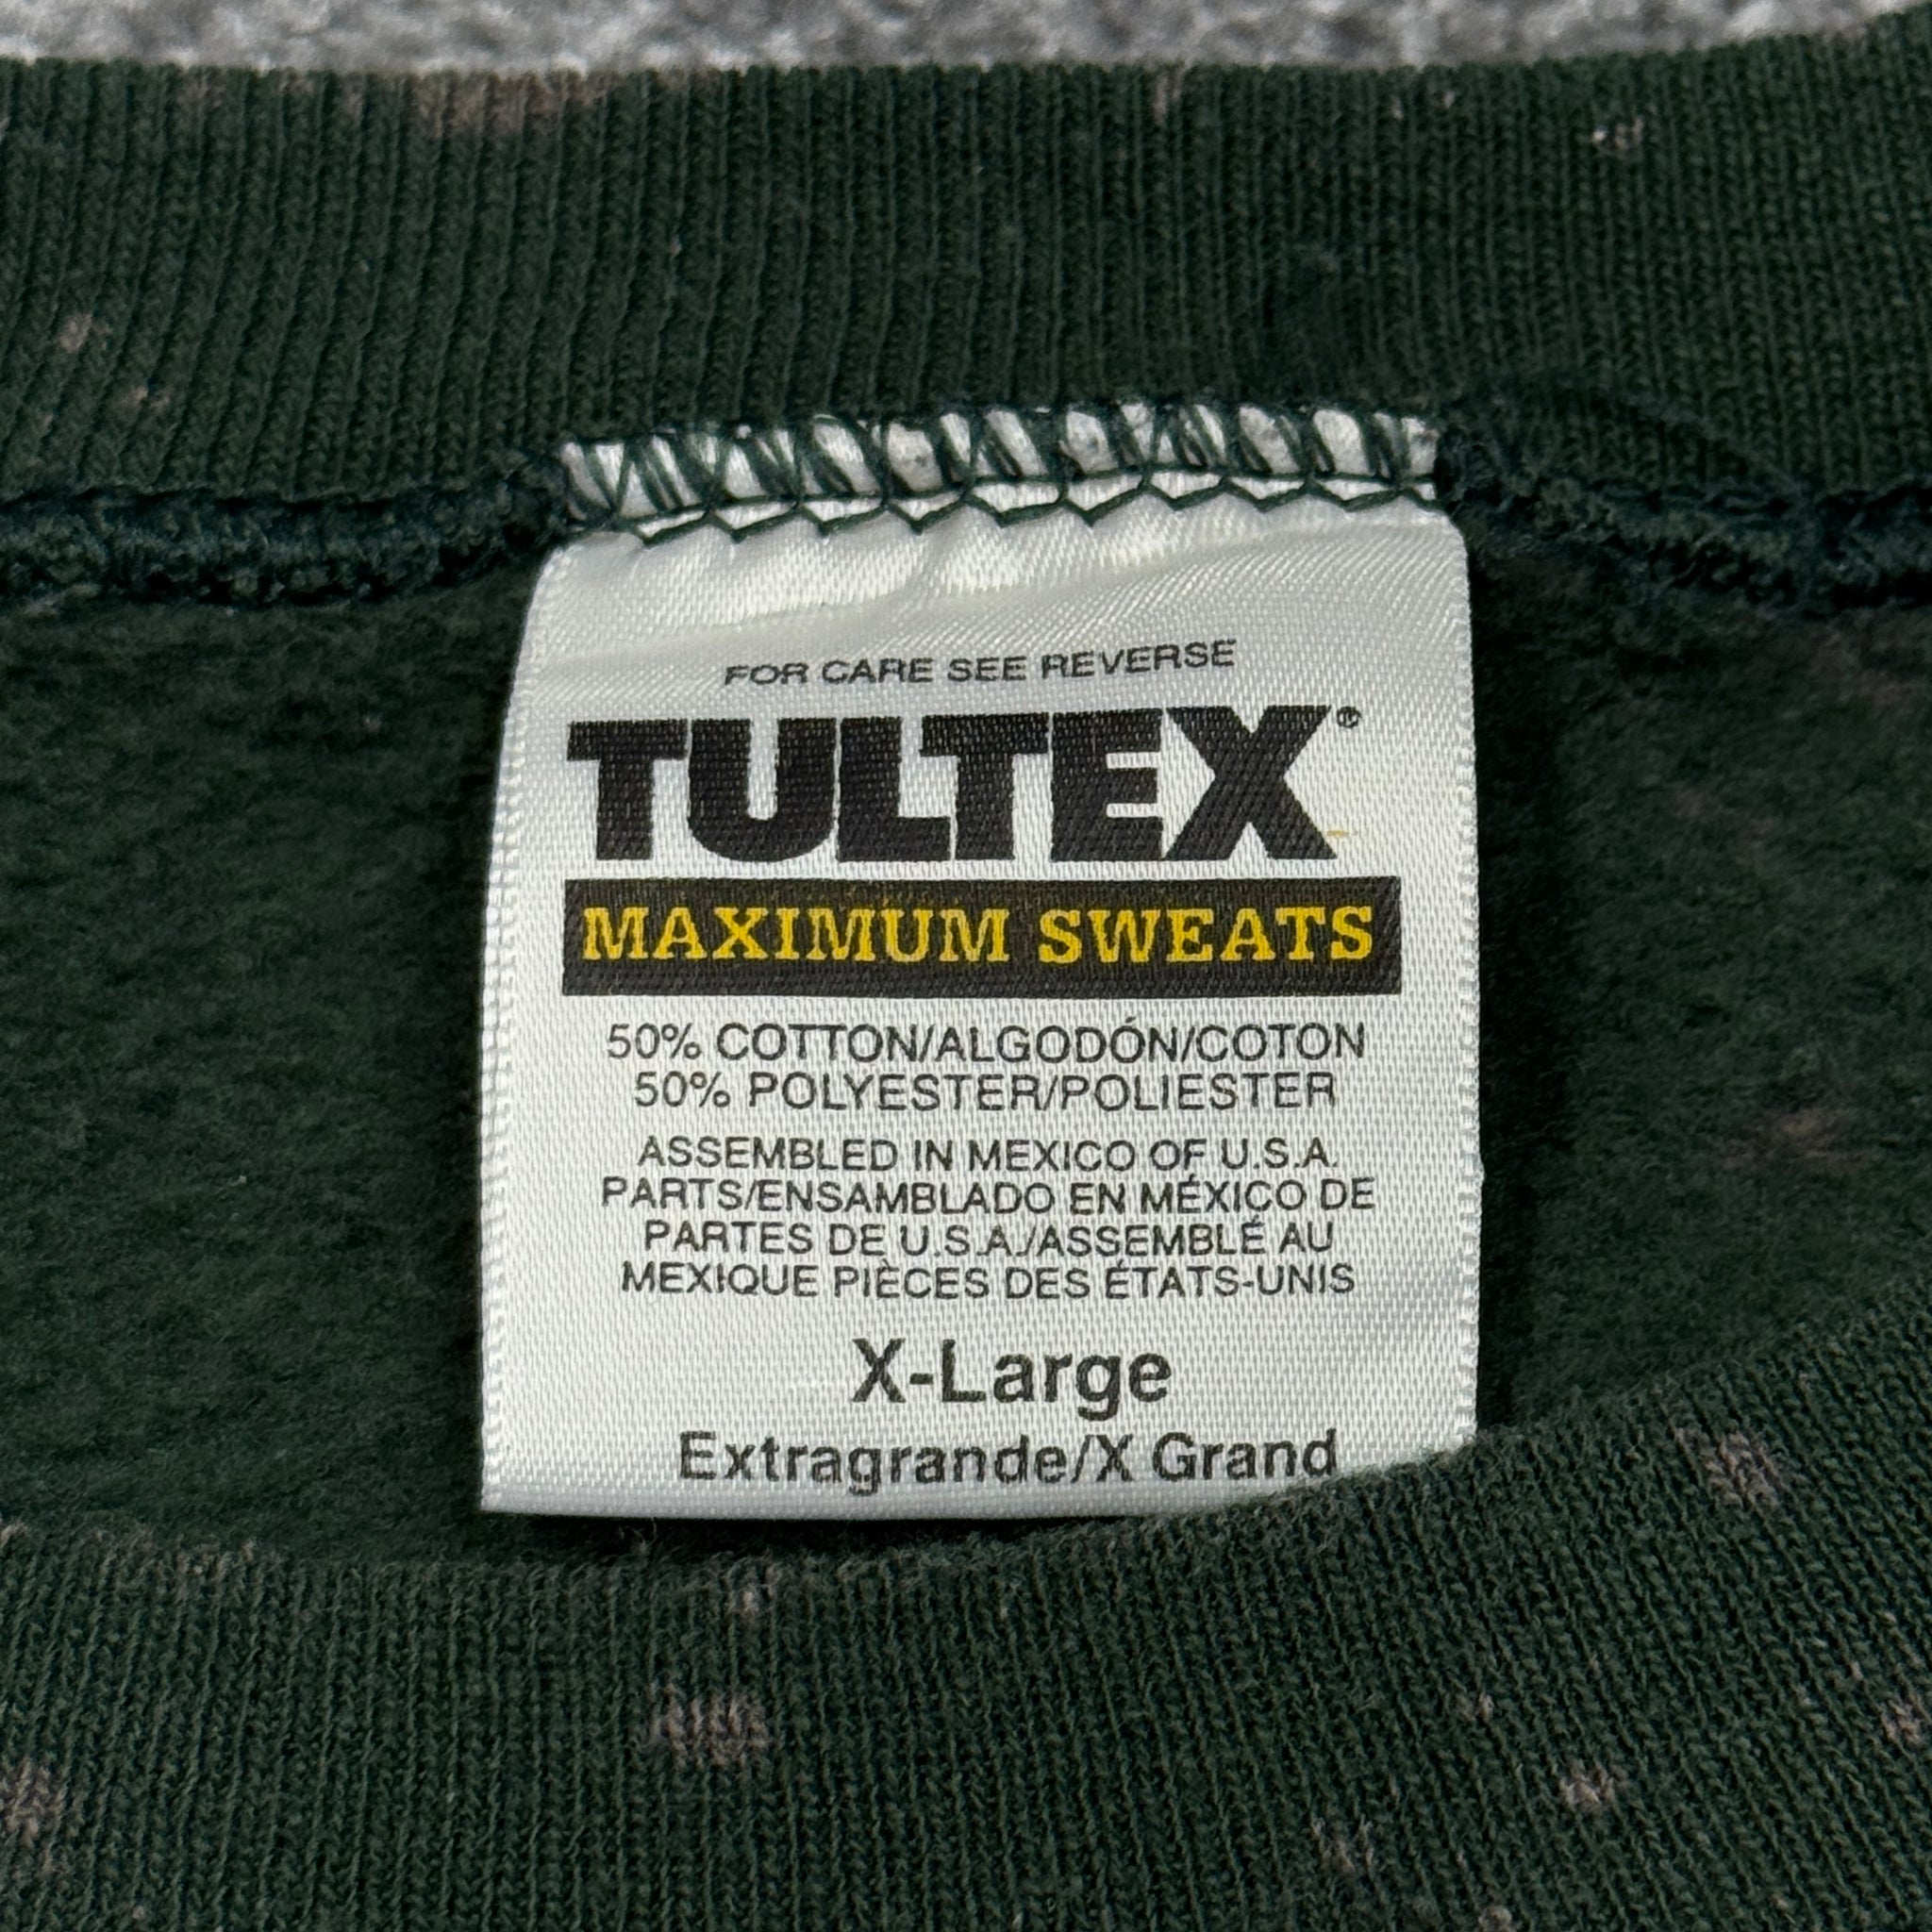 FOR CARE SEE REVERSE
TULTEX®
MAXIMUM SWEATS
50% COTTON/ALGODÓN/COTON
50% POLYESTER/POLIESTER
ASSEMBLED IN MEXICO OF U.S.A.
PARTS/ENSAMBLADO EN MÉXICO DE
PARTES DE U.S.A./ASSEMBLÉ AU
MEXIQUE PIÈCES DES ÉTATS-UNIS
X-Large
Extragrande/X Grand